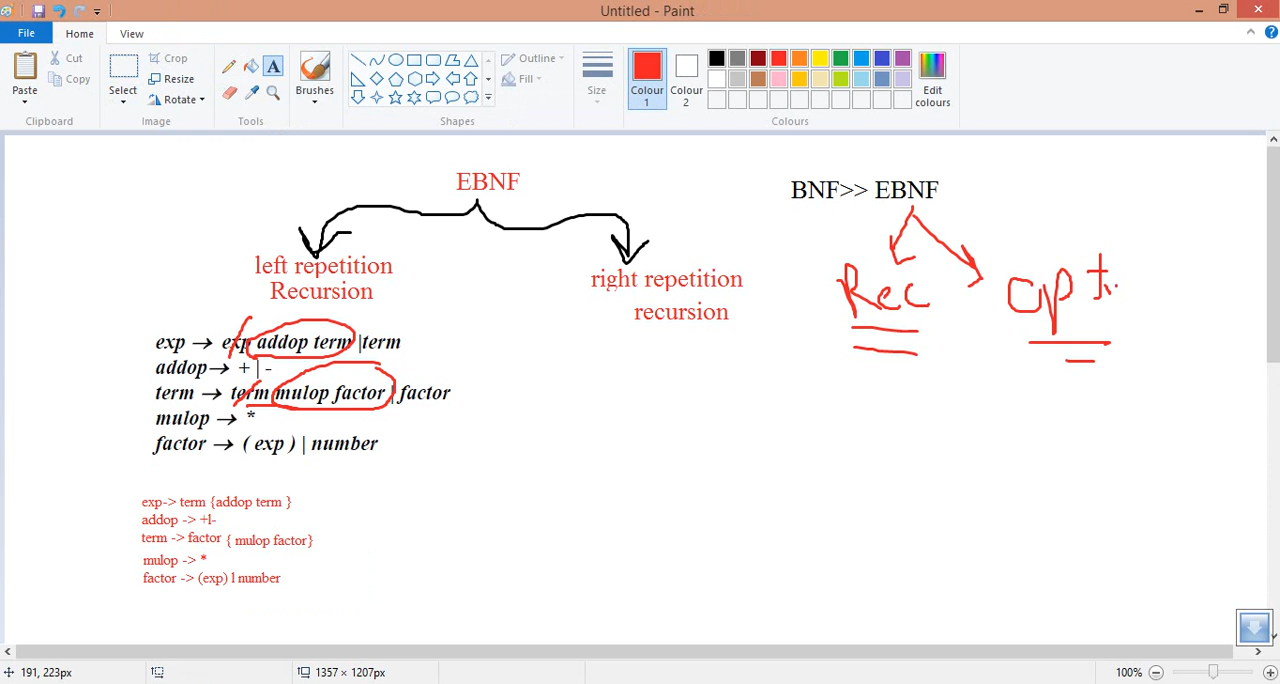 Untitled - Paint
File Home View
Paste
Cut
Copy
Clipboard
Select
Crop
Resize
Rotate
Image
Tools
Brushes
Shapes
Outline
Fill
Size
Colour 1
Colour 2
Edit colours
Colours
EBNF
left repetition
Recursion
right repetition
recursion
BNF>> EBNF
Rec
opt.
exp → exp addop term |term
addop→ + | -
term → term mulop factor | factor
mulop → *
factor → ( exp ) | number
exp-> term {addop term }
addop -> +l-
term -> factor { mulop factor}
mulop -> *
factor -> (exp) l number
191, 223px
1357 × 1207px
100%